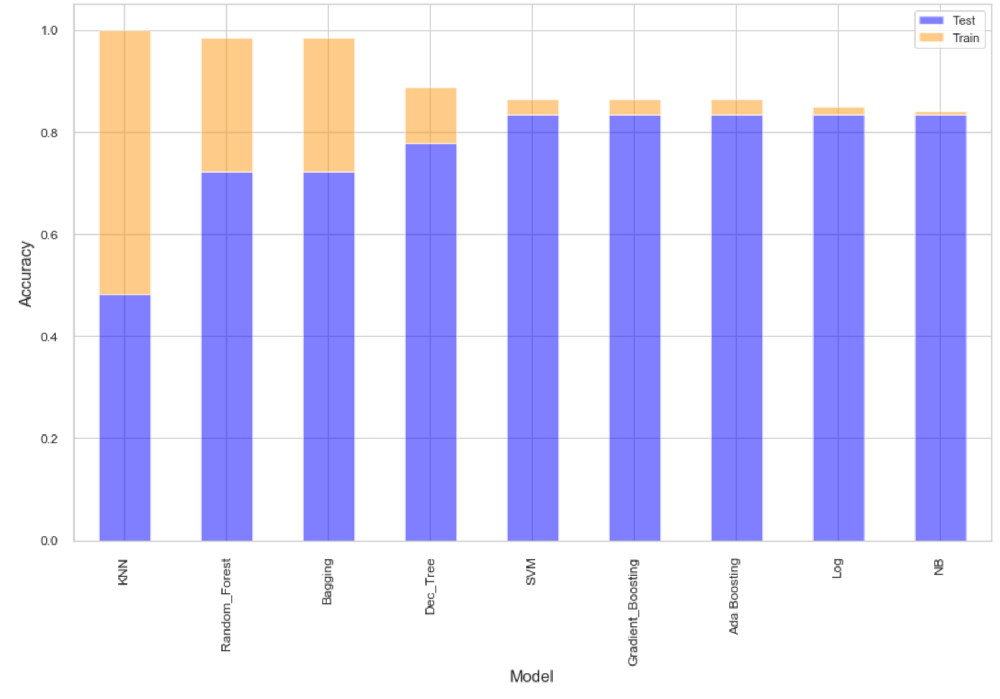 Test
Train
1.0
0.8
0.6
0.4
0.2
0.0
Accuracy
KNN
Random_Forest
Bagging
Dec_Tree
SVM
Gradient_Boosting
Ada Boosting
Log
NB
Model